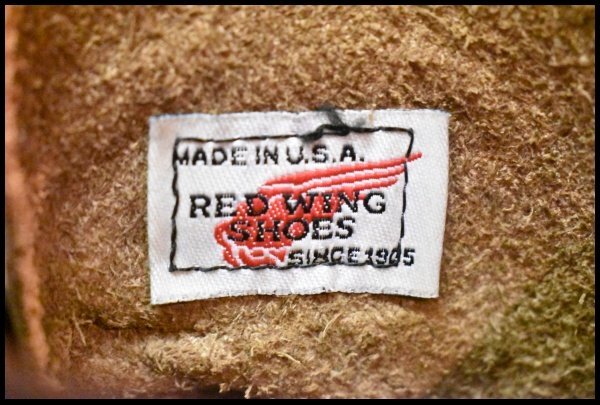 MADE IN U.S.A.
RED WING
SHOES
SINCE 1905